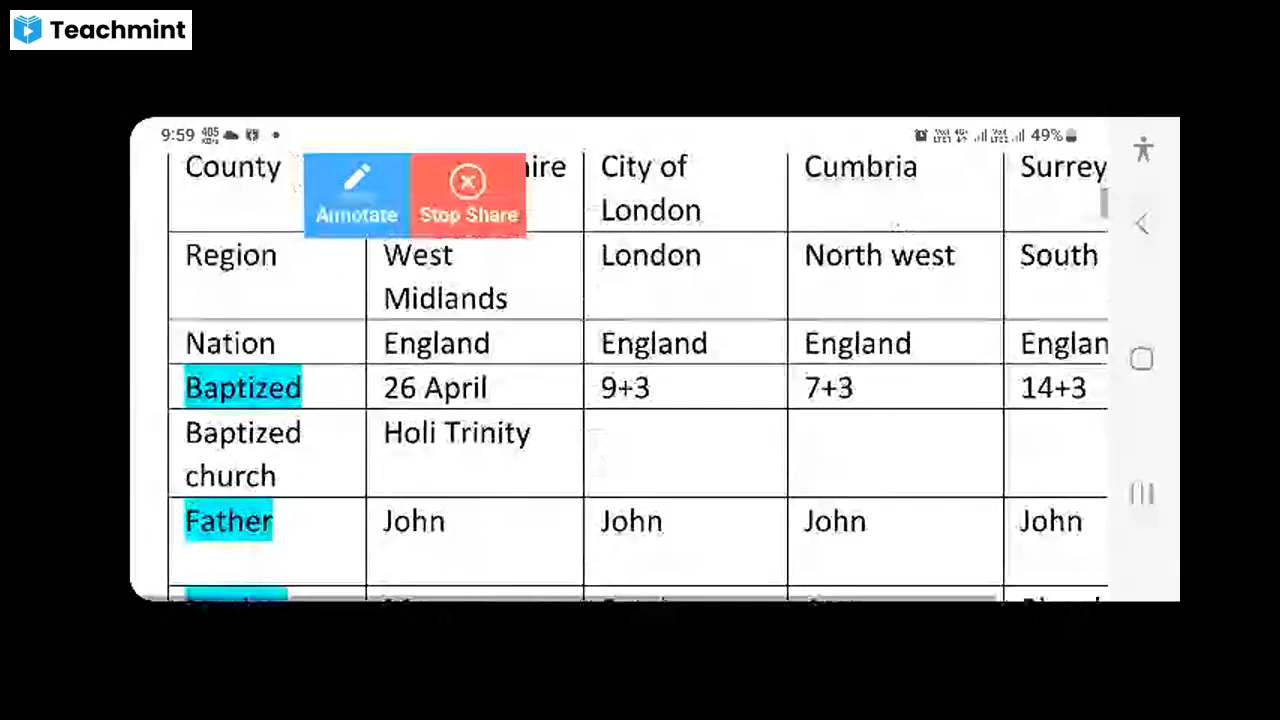 Teachmint
9:59 49%
County ire City of Cumbria Surrey
London
Annotate Stop Share
Region West London North west South
Midlands
Nation England England England Englan
Baptized 26 April 9+3 7+3 14+3
Baptized Holi Trinity
church
Father John John John John